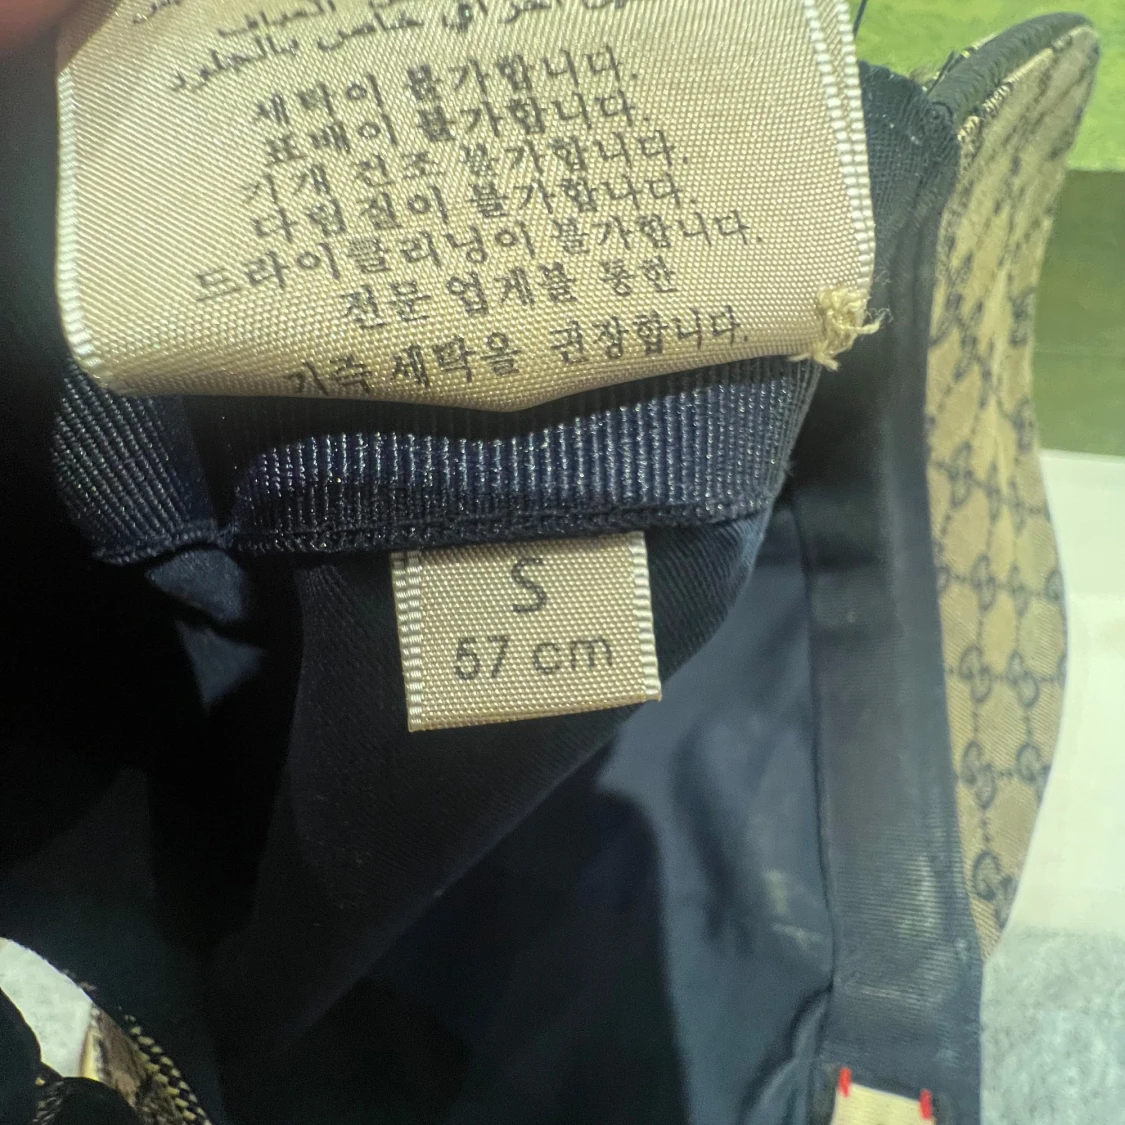 خاص بالجلود
세탁이 불가합니다.
표백이 불가합니다.
기계 건조 불가합니다.
다림질이 불가합니다.
드라이클리닝이 불가합니다.
전문 업계를 통한
가죽 세탁을 권장합니다.
S
57 cm